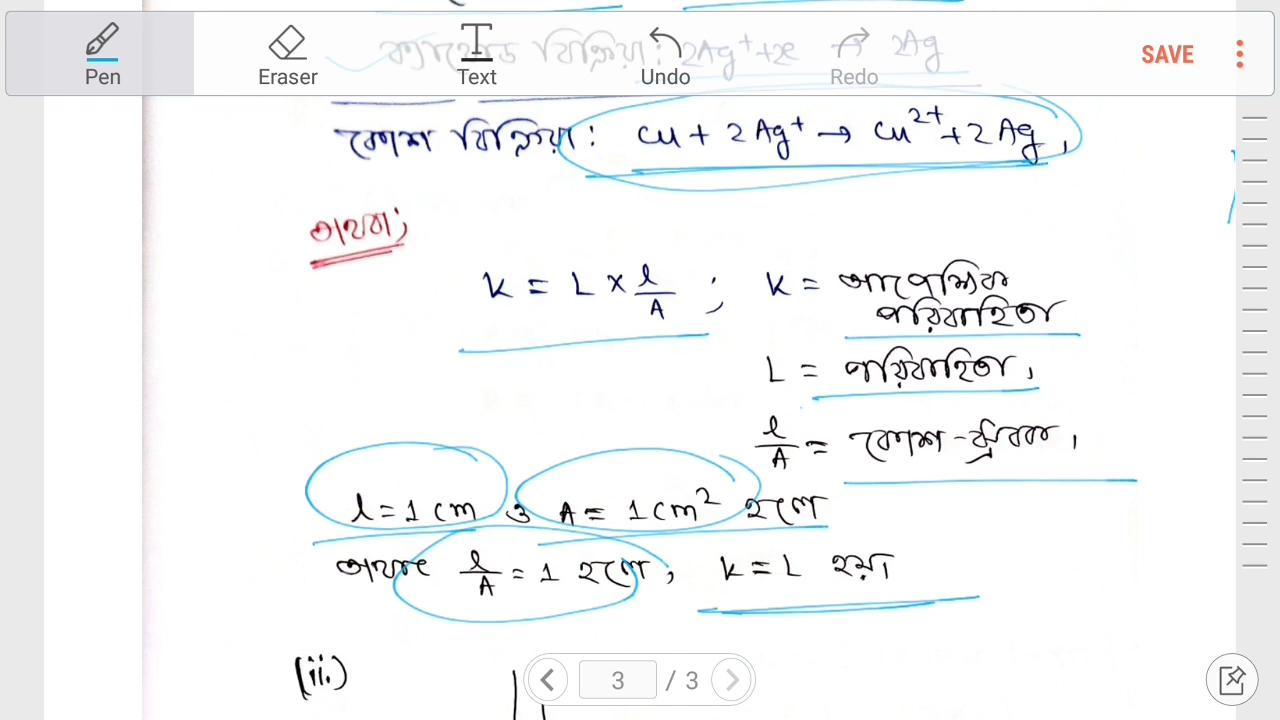 Pen Eraser Text Undo Redo SAVE
ক্যাথোড বিক্রিয়া: 2Ag⁺+2e → 2Ag
কোশ বিক্রিয়া: Cu + 2Ag⁺ → Cu²⁺ + 2Ag,
অথবা;
K = L × l/A ; K = আপেক্ষিক
পরিবাহিতা
L = পরিবাহিতা,
l/A = কোশ-ধ্রুবক,
l = 1 cm ও A = 1 cm² হলে
অথবা l/A = 1 হলে, K = L হয়।
(ii.)
3 / 3